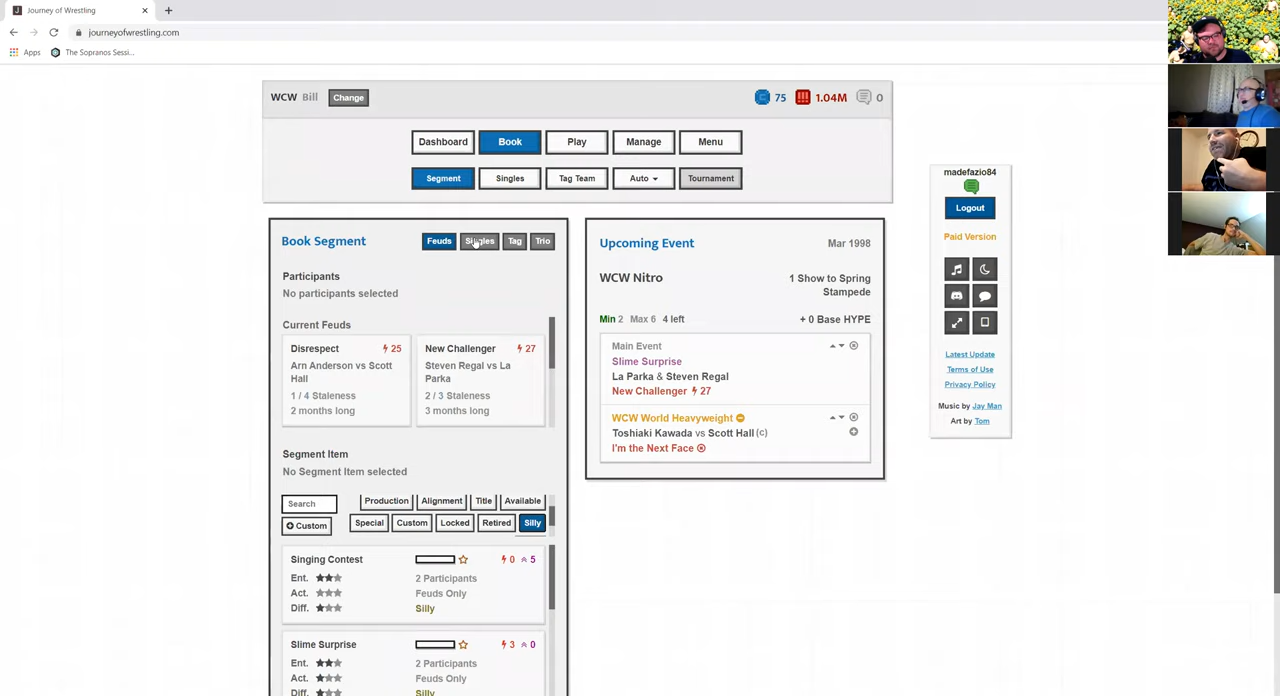 Journey of Wrestling
journeyofwrestling.com
Apps The Sopranos Sessi...
WCW Bill Change 75 1.04M 0
Dashboard Book Play Manage Menu
Segment Singles Tag Team Auto Tournament
madefazio84
Logout
Paid Version
Latest Update
Terms of Use
Privacy Policy
Music by Jay Man
Art by Tom
Book Segment Feuds Singles Tag Trio
Participants
No participants selected
Current Feuds
Disrespect 25
Arn Anderson vs Scott
Hall
1 / 4 Staleness
2 months long
New Challenger 27
Steven Regal vs La
Parka
2 / 3 Staleness
3 months long
Segment Item
No Segment Item selected
Search Production Alignment Title Available
Custom Special Custom Locked Retired Silly
Singing Contest 0 5
Ent. 2 Participants
Act. Feuds Only
Diff. Silly
Slime Surprise 3 0
Ent. 2 Participants
Act. Feuds Only
Diff. Silly
Upcoming Event Mar 1998
WCW Nitro 1 Show to Spring
Stampede
Min 2 Max 6 4 left + 0 Base HYPE
Main Event
Slime Surprise
La Parka & Steven Regal
New Challenger 27
WCW World Heavyweight
Toshiaki Kawada vs Scott Hall (c)
I'm the Next Face